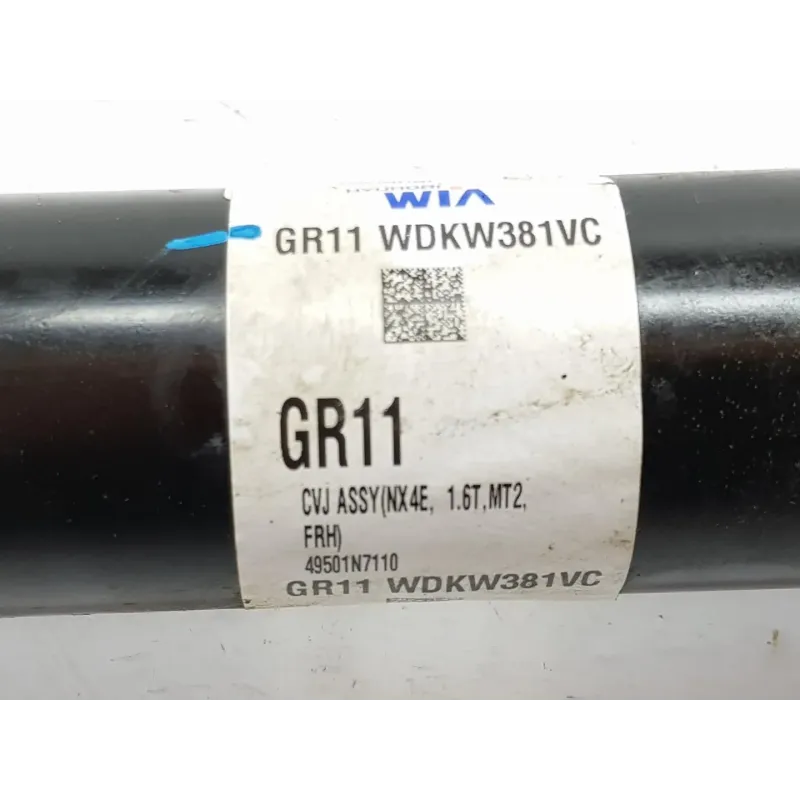 WIA
GR11 WDKW381VC
GR11
CVJ ASSY(NX4E, 1.6T,MT2,
FRH)
49501N7110
GR11 WDKW381VC